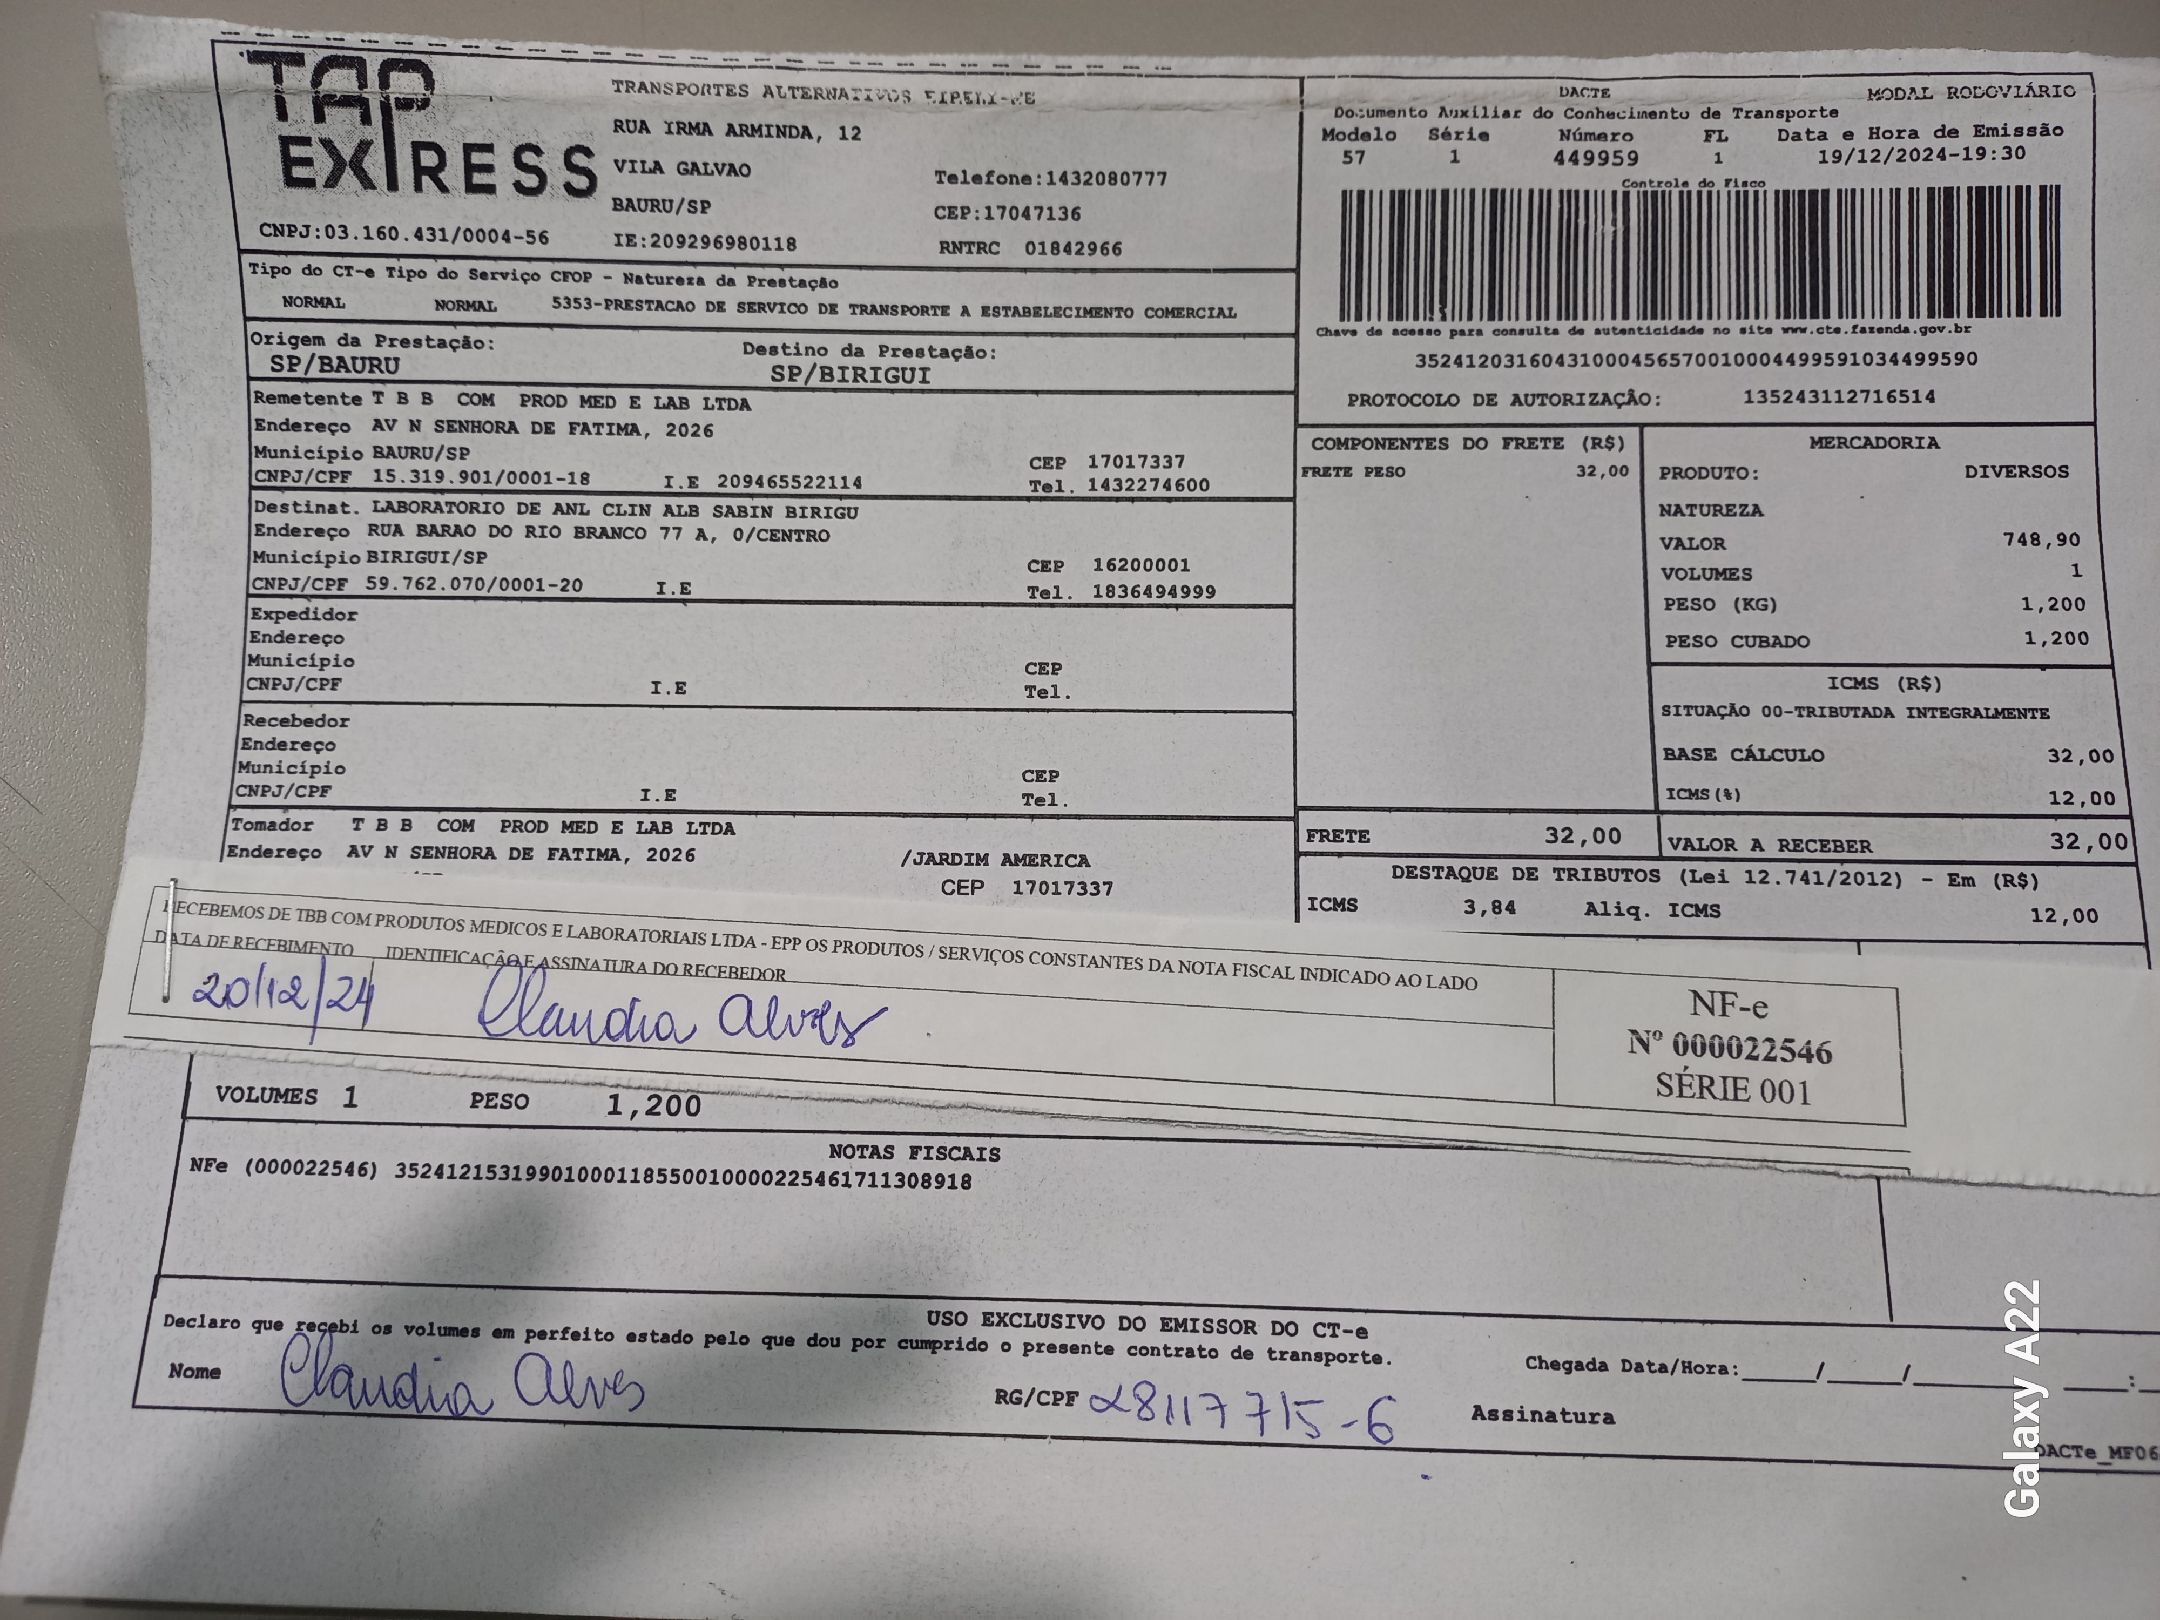 TAP
EXPRESS
TRANSPORTES ALTERNATIVOS EIRELI-ME
RUA IRMA ARMINDA, 12
VILA GALVAO
Telefone:1432080777
BAURU/SP
CEP:17047136
CNPJ:03.160.431/0004-56
IE:209296980118
RNTRC 01842966
DACTE
MODAL RODOVIÁRIO
Documento Auxiliar do Conhecimento de Transporte
Modelo Série Número FL Data e Hora de Emissão
57 1 449959 1 19/12/2024-19:30
Controle do Fisco
Chave de acesso para consulta de autenticidade no site www.cte.fazenda.gov.br
35241203160431000456570010004499591034499590
PROTOCOLO DE AUTORIZAÇÃO: 135243112716514
Tipo do CT-e Tipo do Serviço CFOP - Natureza da Prestação
NORMAL NORMAL 5353-PRESTACAO DE SERVICO DE TRANSPORTE A ESTABELECIMENTO COMERCIAL
Origem da Prestação: Destino da Prestação:
SP/BAURU SP/BIRIGUI
Remetente T B B COM PROD MED E LAB LTDA
Endereço AV N SENHORA DE FATIMA, 2026
Município BAURU/SP CEP 17017337
CNPJ/CPF 15.319.901/0001-18 I.E 209465522114 Tel. 1432274600
Destinat. LABORATORIO DE ANL CLIN ALB SABIN BIRIGU
Endereço RUA BARAO DO RIO BRANCO 77 A, 0/CENTRO
Município BIRIGUI/SP CEP 16200001
CNPJ/CPF 59.762.070/0001-20 I.E Tel. 1836494999
Expedidor
Endereço
Município CEP
CNPJ/CPF I.E Tel.
Recebedor
Endereço
Município CEP
CNPJ/CPF I.E Tel.
Tomador T B B COM PROD MED E LAB LTDA
Endereço AV N SENHORA DE FATIMA, 2026 /JARDIM AMERICA
CEP 17017337
COMPONENTES DO FRETE (R$)
FRETE PESO 32,00
MERCADORIA
PRODUTO: DIVERSOS
NATUREZA
VALOR 748,90
VOLUMES 1
PESO (KG) 1,200
PESO CUBADO 1,200
ICMS (R$)
SITUAÇÃO 00-TRIBUTADA INTEGRALMENTE
BASE CÁLCULO 32,00
ICMS(%) 12,00
FRETE 32,00 VALOR A RECEBER 32,00
DESTAQUE DE TRIBUTOS (Lei 12.741/2012) - Em (R$)
ICMS 3,84 Aliq. ICMS 12,00
RECEBEMOS DE TBB COM PRODUTOS MEDICOS E LABORATORIAIS LTDA - EPP OS PRODUTOS / SERVIÇOS CONSTANTES DA NOTA FISCAL INDICADO AO LADO
DATA DE RECEBIMENTO IDENTIFICAÇÃO E ASSINATURA DO RECEBEDOR
20/12/24 Claudia Alves
NF-e
Nº 000022546
SÉRIE 001
VOLUMES 1 PESO 1,200
NOTAS FISCAIS
NFe (000022546) 35241215319901000118550010000225461711308918
USO EXCLUSIVO DO EMISSOR DO CT-e
Declaro que recebi os volumes em perfeito estado pelo que dou por cumprido o presente contrato de transporte.
Nome Claudia Alves RG/CPF 28117715-6 Assinatura
Chegada Data/Hora:____/____/____ ____:
DACTe_MF06
Galaxy A22